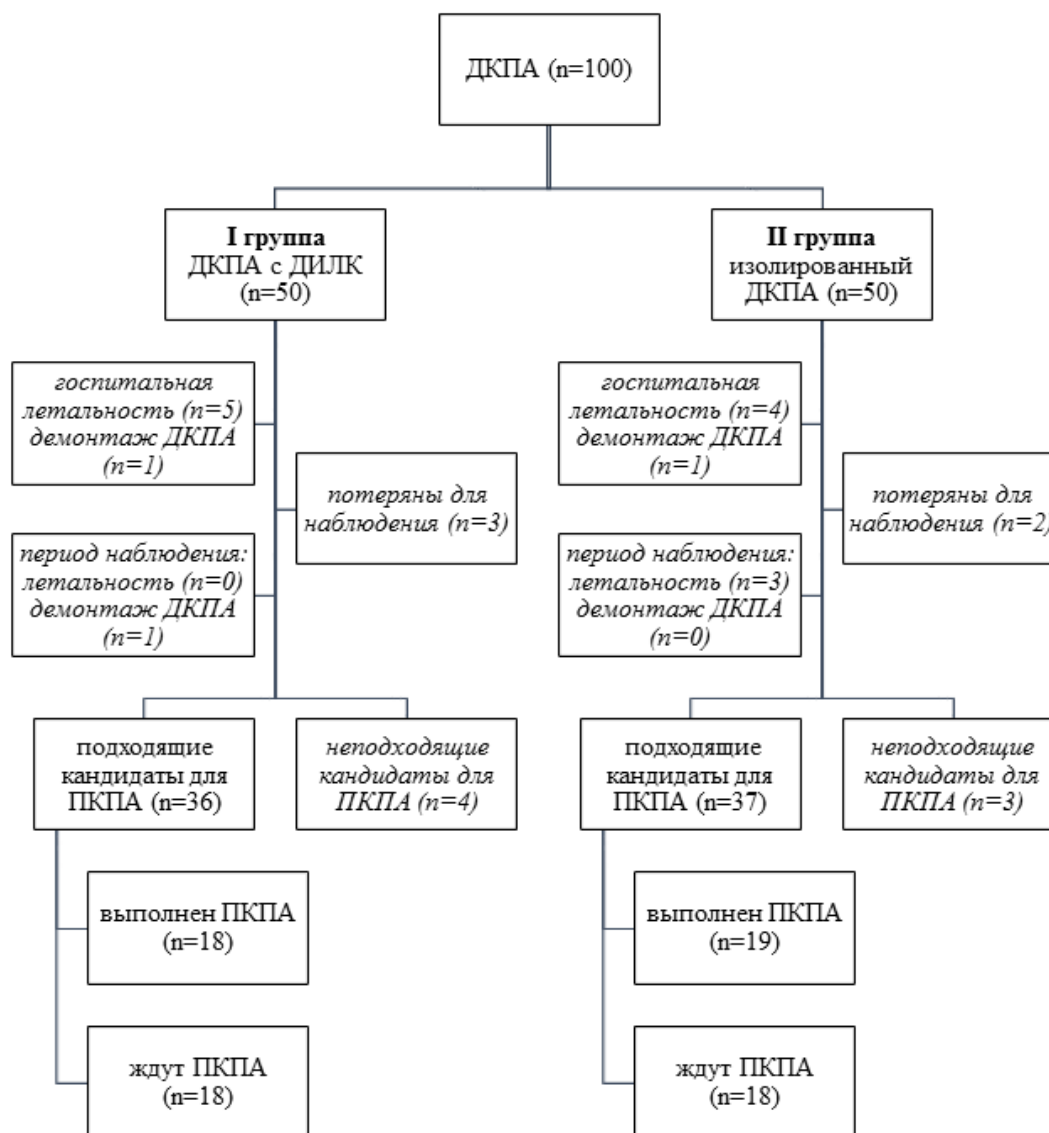 ДКПА (n=100)
I группа
ДКПА с ДИЛК
(n=50)
II группа
изолированный
ДКПА (n=50)
госпитальная
летальность (n=5)
демонтаж ДКПА
(n=1)
потеряны для
наблюдения (n=3)
период наблюдения:
летальность (n=0)
демонтаж ДКПА
(n=1)
госпитальная
летальность (n=4)
демонтаж ДКПА
(n=1)
потеряны для
наблюдения (n=2)
период наблюдения:
летальность (n=3)
демонтаж ДКПА
(n=0)
подходящие
кандидаты для
ПКПА (n=36)
неподходящие
кандидаты для
ПКПА (n=4)
подходящие
кандидаты для
ПКПА (n=37)
неподходящие
кандидаты для
ПКПА (n=3)
выполнен ПКПА
(n=18)
ждут ПКПА
(n=18)
выполнен ПКПА
(n=19)
ждут ПКПА
(n=18)